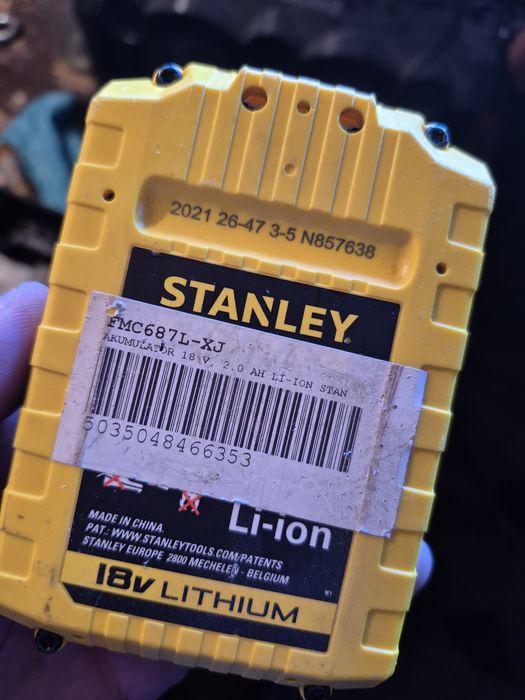 2021 26-47 3-5 N857638
STANLEY
FMC687L-XJ
AKUMULATOR 18 V, 2.0 AH LI-ION STAN
5035048466353
Li-ion
MADE IN CHINA.
PAT.: WWW.STANLEYTOOLS.COM/PATENTS
STANLEY EUROPE 2800 MECHELEN - BELGIUM
18V LITHIUM